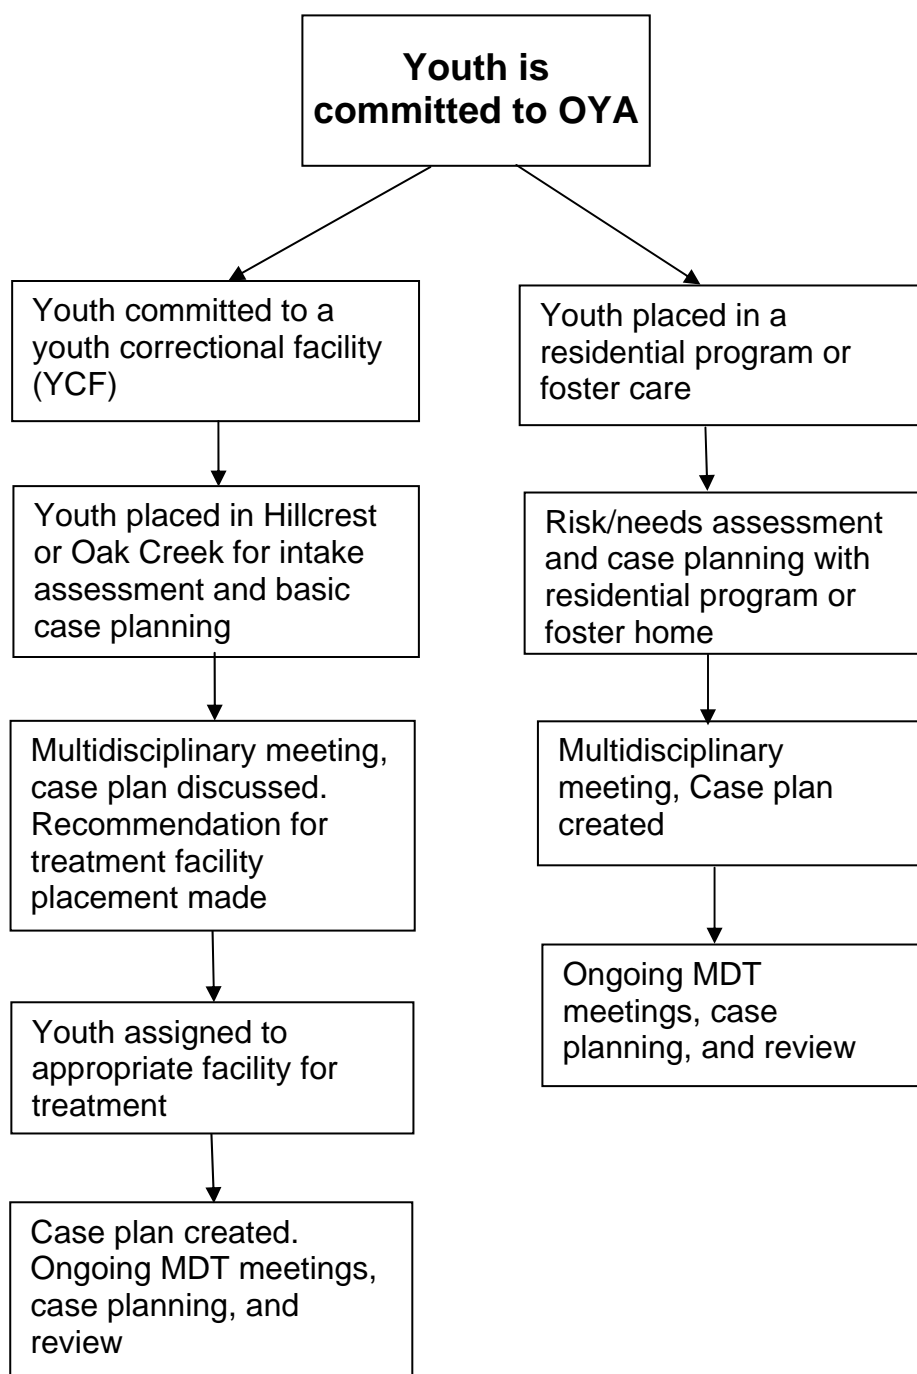 Youth is
committed to OYA
Youth committed to a
youth correctional facility
(YCF)
Youth placed in Hillcrest
or Oak Creek for intake
assessment and basic
case planning
Multidisciplinary meeting,
case plan discussed.
Recommendation for
treatment facility
placement made
Youth assigned to
appropriate facility for
treatment
Case plan created.
Ongoing MDT meetings,
case planning, and
review
Youth placed in a
residential program or
foster care
Risk/needs assessment
and case planning with
residential program or
foster home
Multidisciplinary
meeting, Case plan
created
Ongoing MDT
meetings, case
planning, and review